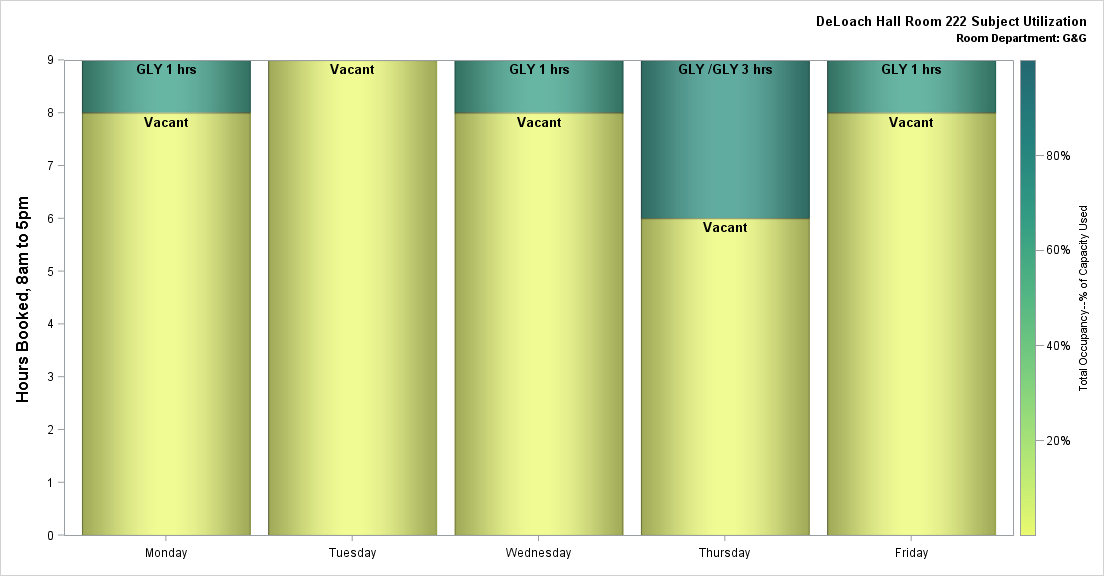 DeLoach Hall Room 222 Subject Utilization
Room Department: G&G
Hours Booked, 8am to 5pm
9
8
7
6
5
4
3
2
1
0
GLY 1 hrs
Vacant
Vacant
GLY 1 hrs
Vacant
GLY /GLY 3 hrs
Vacant
GLY 1 hrs
Vacant
Monday
Tuesday
Wednesday
Thursday
Friday
80%
60%
40%
20%
Total Occupancy--% of Capacity Used